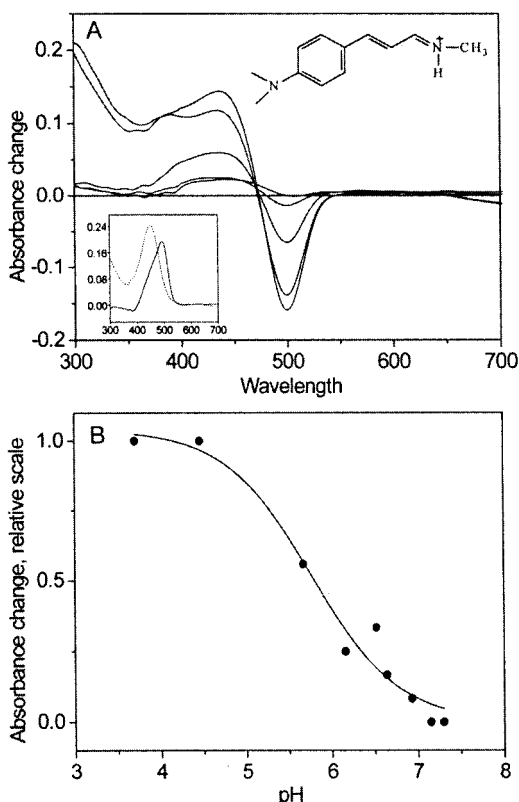 A
0.2
0.1
0.0
-0.1
-0.2
Absorbance change
N
+
N
CH3
H
0.24
0.16
0.08
0.00
300 400 500 600 700
300 400 500 600 700
Wavelength
B
1.0
0.5
0.0
Absorbance change, relative scale
3 4 5 6 7 8
pH